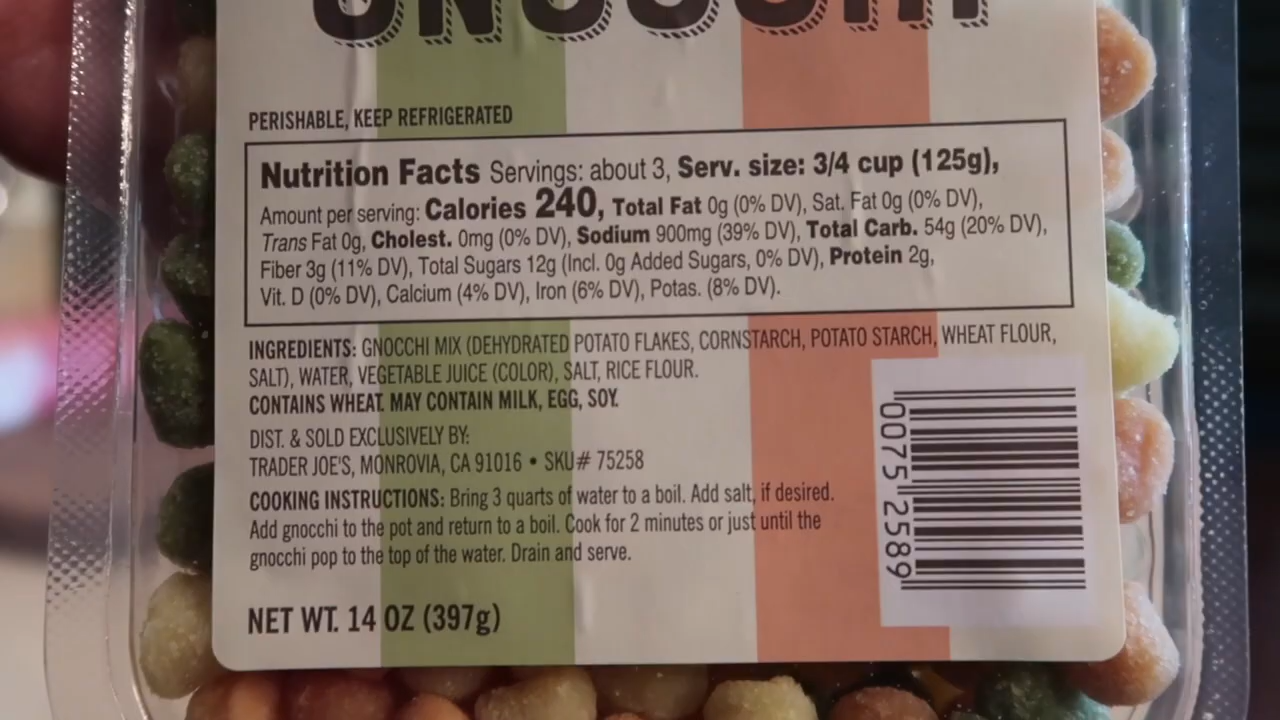 GNOCCHI
PERISHABLE, KEEP REFRIGERATED
Nutrition Facts Servings: about 3, Serv. size: 3/4 cup (125g),
Amount per serving: Calories 240, Total Fat 0g (0% DV), Sat. Fat 0g (0% DV),
Trans Fat 0g, Cholest. 0mg (0% DV), Sodium 900mg (39% DV), Total Carb. 54g (20% DV),
Fiber 3g (11% DV), Total Sugars 12g (Incl. 0g Added Sugars, 0% DV), Protein 2g,
Vit. D (0% DV), Calcium (4% DV), Iron (6% DV), Potas. (8% DV).
INGREDIENTS: GNOCCHI MIX (DEHYDRATED POTATO FLAKES, CORNSTARCH, POTATO STARCH, WHEAT FLOUR,
SALT), WATER, VEGETABLE JUICE (COLOR), SALT, RICE FLOUR.
CONTAINS WHEAT. MAY CONTAIN MILK, EGG, SOY.
DIST. & SOLD EXCLUSIVELY BY:
TRADER JOE'S, MONROVIA, CA 91016 • SKU# 75258
COOKING INSTRUCTIONS: Bring 3 quarts of water to a boil. Add salt, if desired.
Add gnocchi to the pot and return to a boil. Cook for 2 minutes or just until the
gnocchi pop to the top of the water. Drain and serve.
NET WT. 14 OZ (397g)
0075 2589